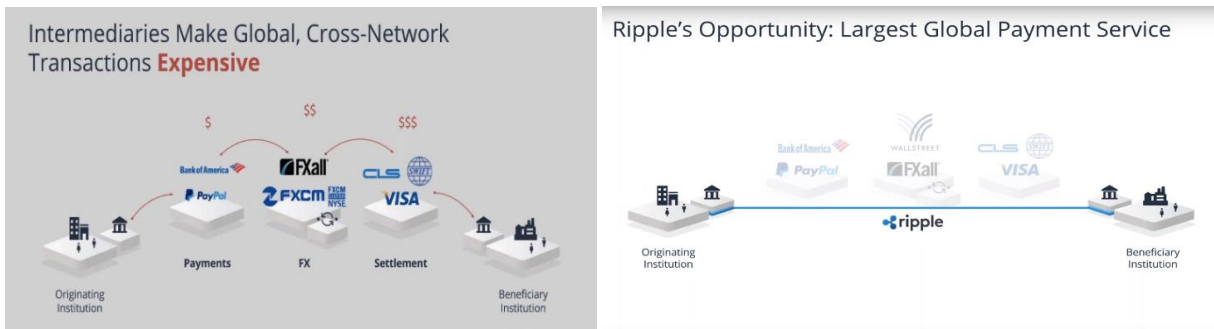 Intermediaries Make Global, Cross-Network
Transactions Expensive
$
$$
$$$
Bank of America
PayPal
FXall
FXCM
FXCM
NYSE
CLS
SWIFT
VISA
Payments
FX
Settlement
Originating
Institution
Beneficiary
Institution
Ripple's Opportunity: Largest Global Payment Service
Bank of America
PayPal
WALLSTREET
FXall
CLS
SWIFT
VISA
ripple
Originating
Institution
Beneficiary
Institution